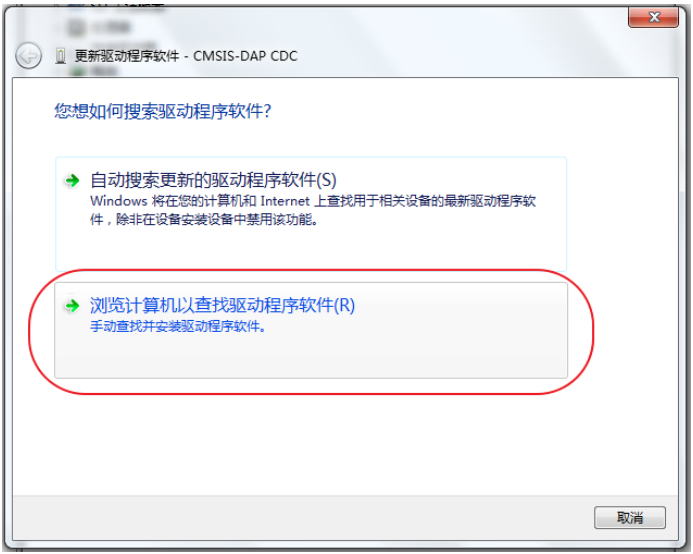 更新驱动程序软件 - CMSIS-DAP CDC
您想如何搜索驱动程序软件?
自动搜索更新的驱动程序软件(S)
Windows 将在您的计算机和 Internet 上查找用于相关设备的最新驱动程序软
件，除非在设备安装设备中禁用该功能。
浏览计算机以查找驱动程序软件(R)
手动查找并安装驱动程序软件。
取消